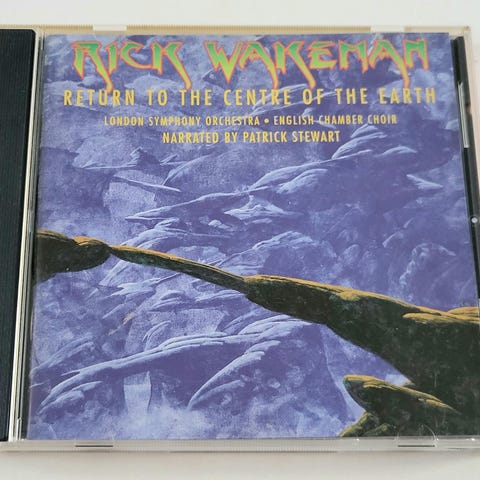 RICK WAKEMAN
RETURN TO THE CENTRE OF THE EARTH
LONDON SYMPHONY ORCHESTRA • ENGLISH CHAMBER CHOIR
NARRATED BY PATRICK STEWART